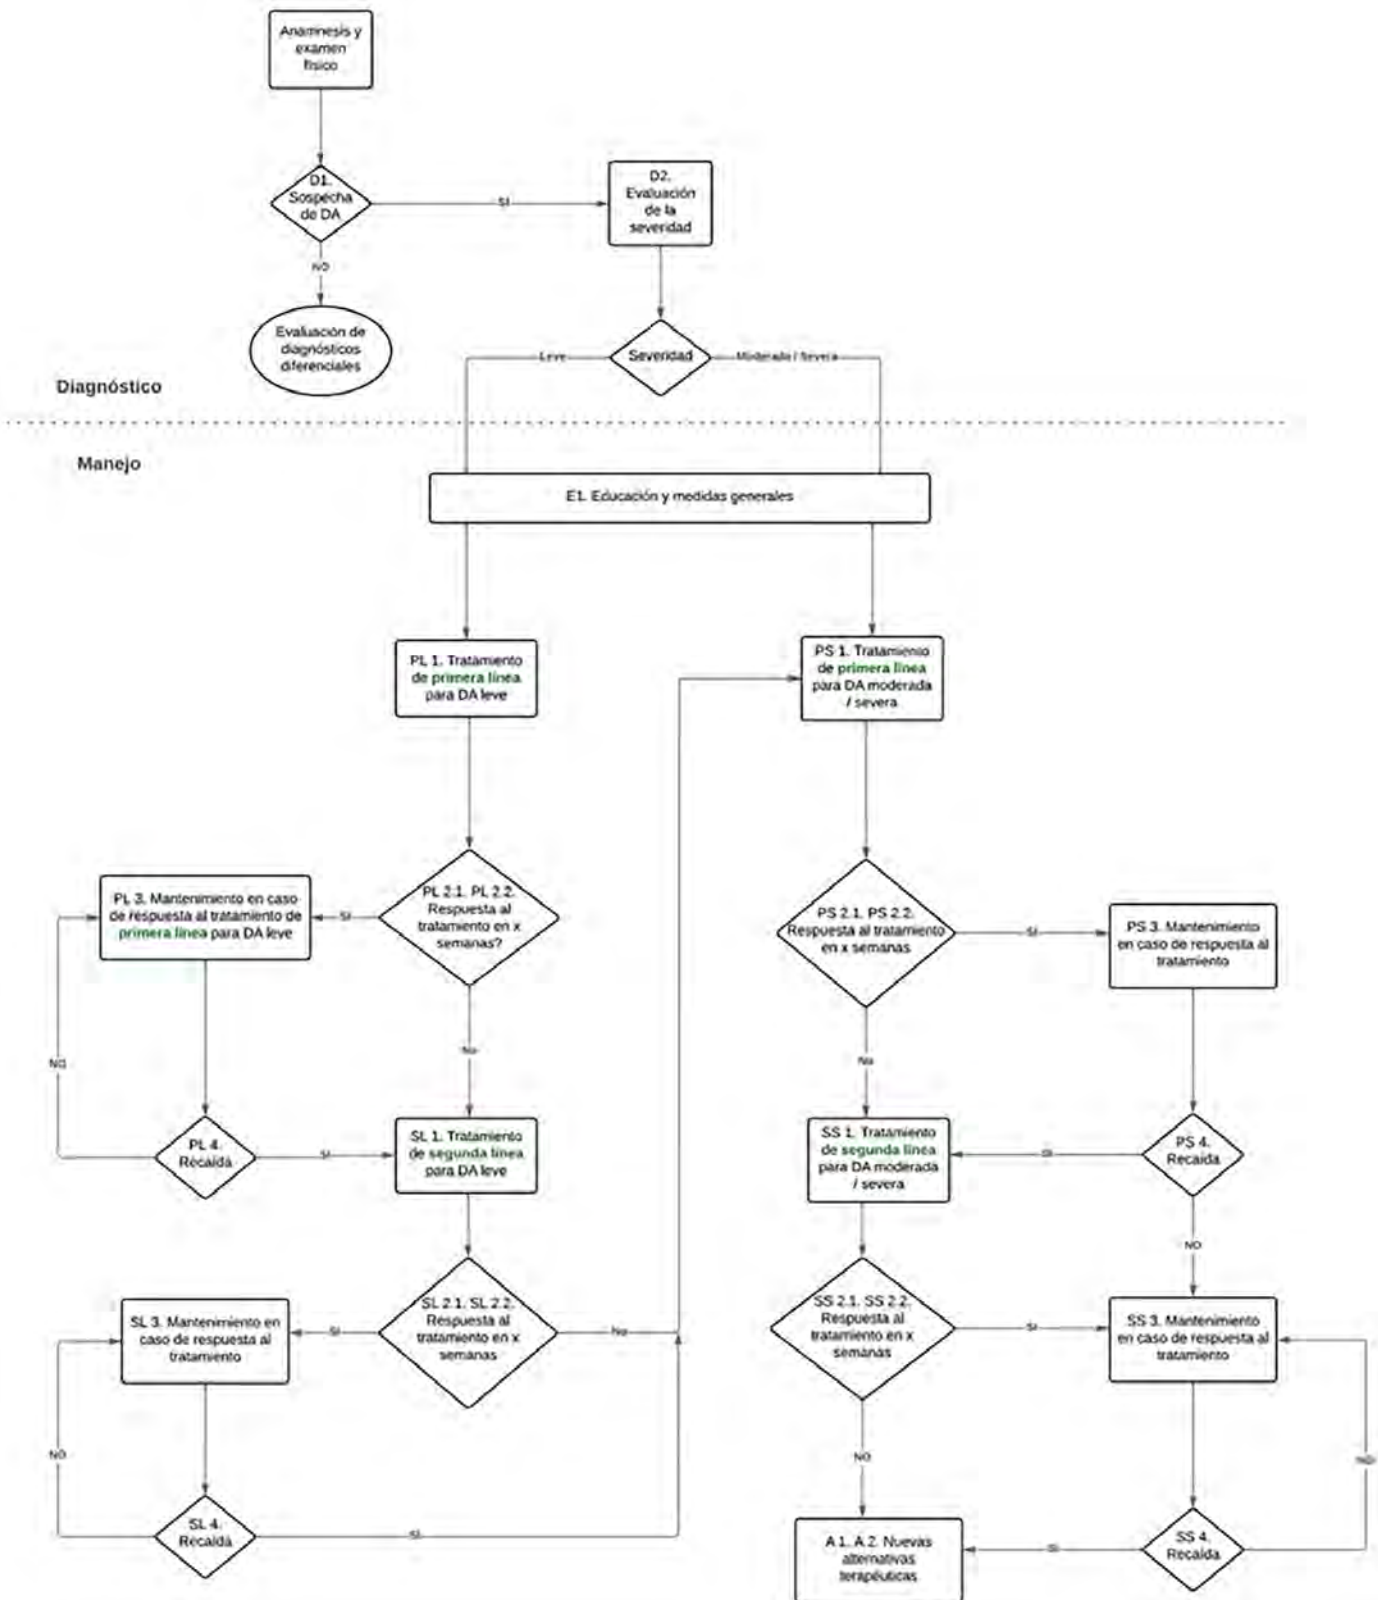 Anamnesis y
examen
físico
D1.
Sospecha
de DA
SI
D2.
Evaluación
de la
severidad
NO
Evaluación de
diagnósticos
diferenciales
Leve
Severidad
Moderada / Severa
Diagnóstico
Manejo
E1. Educación y medidas generales
PL 1. Tratamiento
de primera línea
para DA leve
PS 1. Tratamiento
de primera línea
para DA moderada
/ severa
PL 3. Mantenimiento en caso
de respuesta al tratamiento de
primera línea para DA leve
SI
PL 2.1. PL 2.2.
Respuesta al
tratamiento en x
semanas?
PS 2.1. PS 2.2.
Respuesta al tratamiento
en x semanas
SI
PS 3. Mantenimiento
en caso de respuesta al
tratamiento
NO
No
No
PL 4.
Recaída
SI
SL 1. Tratamiento
de segunda línea
para DA leve
SS 1. Tratamiento
de segunda línea
para DA moderada
/ severa
SI
PS 4.
Recaída
NO
SL 3. Mantenimiento en
caso de respuesta al
tratamiento
SI
SL 2.1. SL 2.2.
Respuesta al
tratamiento en x
semanas
No
SS 2.1. SS 2.2.
Respuesta al
tratamiento en x
semanas
SI
SS 3. Mantenimiento
en caso de respuesta al
tratamiento
NO
NO
NO
SL 4.
Recaída
SI
A 1. A 2. Nuevas
alternativas
terapéuticas
SI
SS 4.
Recaída